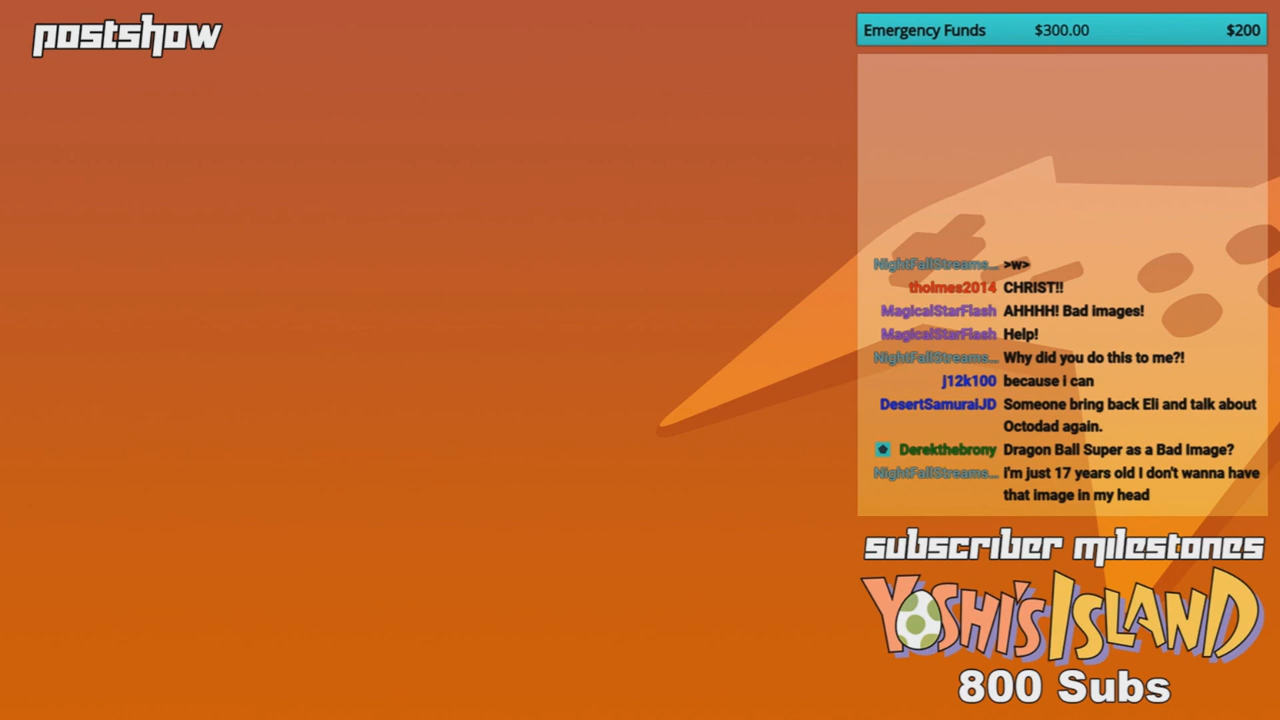 postshow
Emergency Funds $300.00 $200
NightFallStreams... >w>
tholmes2014 CHRIST!!
MagicalStarFlash AHHHH! Bad images!
MagicalStarFlash Help!
NightFallStreams... Why did you do this to me?!
j12k100 because i can
DesertSamuraiJD Someone bring back Eli and talk about
Octodad again.
Derekthebrony Dragon Ball Super as a Bad Image?
NightFallStreams... I'm just 17 years old I don't wanna have
that image in my head
subscriber milestones
YOSHI'S ISLAND
800 Subs